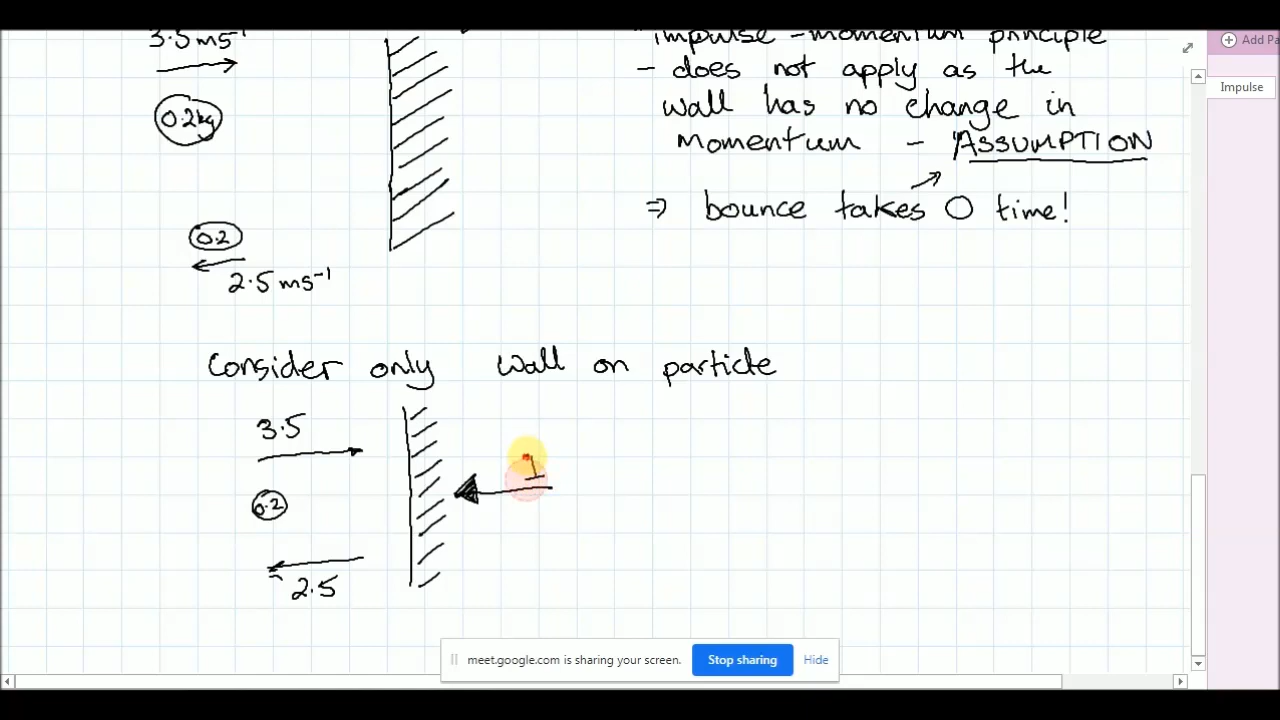 3.5 ms⁻¹
0.2kg
0.2
2.5 ms⁻¹
impulse - momentum principle
- does not apply as the
wall has no change in
momentum - ASSUMPTION
⇒ bounce takes 0 time!
Consider only wall on particle
3.5
0.2
2.5
I
Add Pa
Impulse
meet.google.com is sharing your screen.
Stop sharing
Hide